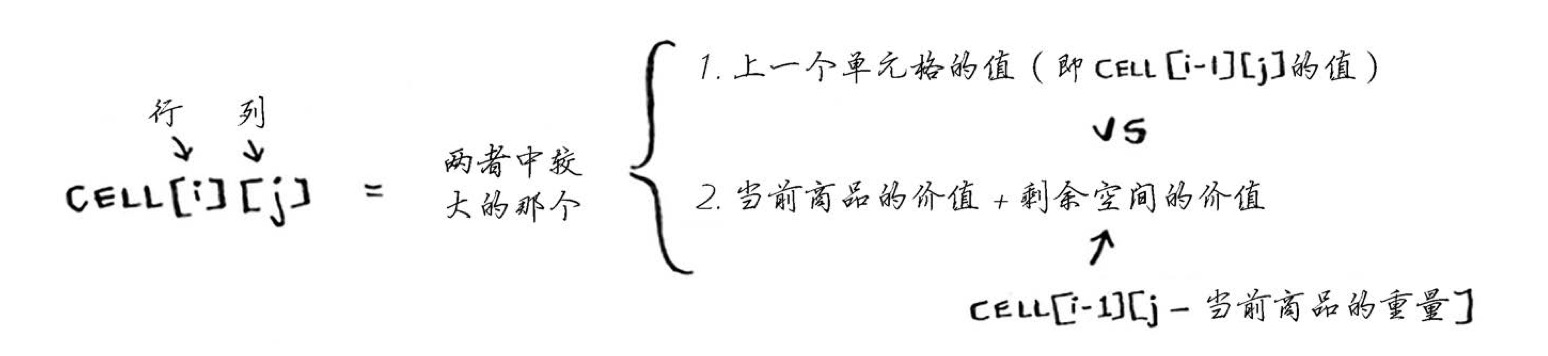 行 列
CELL[i][j] = 两者中较
大的那个
1. 上一个单元格的值（即 CELL[i-1][j]的值）
VS
2. 当前商品的价值 + 剩余空间的价值
CELL[i-1][j - 当前商品的重量]